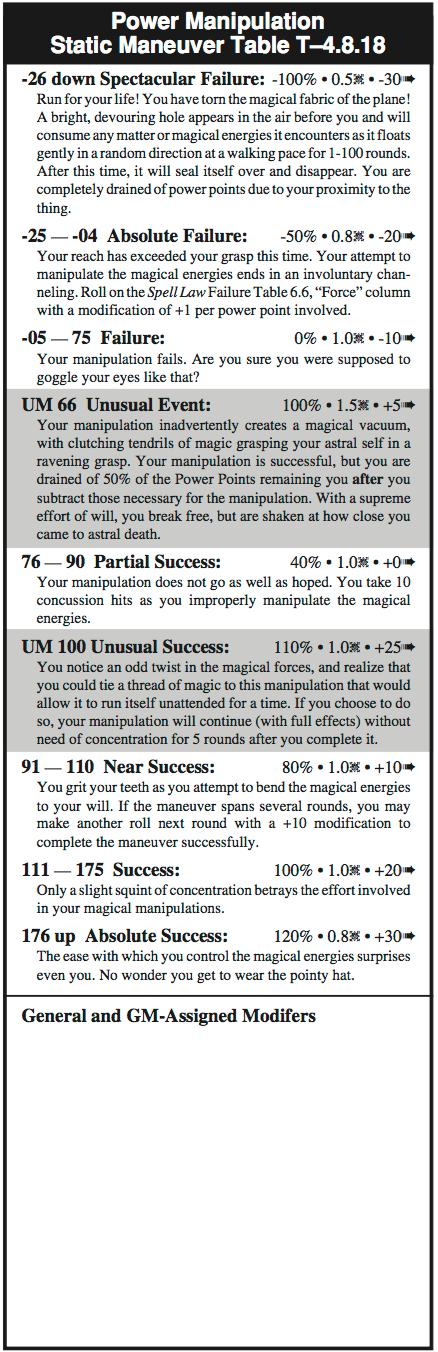 Power Manipulation
Static Maneuver Table T–4.8.18
-26 down Spectacular Failure: -100% • 0.5※ • -30➠
Run for your life! You have torn the magical fabric of the plane!
A bright, devouring hole appears in the air before you and will
consume any matter or magical energies it encounters as it floats
gently in a random direction at a walking pace for 1-100 rounds.
After this time, it will seal itself over and disappear. You are
completely drained of power points due to your proximity to the
thing.
-25 — -04 Absolute Failure: -50% • 0.8※ • -20➠
Your reach has exceeded your grasp this time. Your attempt to
manipulate the magical energies ends in an involuntary chan-
neling. Roll on the Spell Law Failure Table 6.6, “Force” column
with a modification of +1 per power point involved.
-05 — 75 Failure: 0% • 1.0※ • -10➠
Your manipulation fails. Are you sure you were supposed to
goggle your eyes like that?
UM 66 Unusual Event: 100% • 1.5※ • +5➠
Your manipulation inadvertently creates a magical vacuum,
with clutching tendrils of magic grasping your astral self in a
ravening grasp. Your manipulation is successful, but you are
drained of 50% of the Power Points remaining you after you
subtract those necessary for the manipulation. With a supreme
effort of will, you break free, but are shaken at how close you
came to astral death.
76 — 90 Partial Success: 40% • 1.0※ • +0➠
Your manipulation does not go as well as hoped. You take 10
concussion hits as you improperly manipulate the magical
energies.
UM 100 Unusual Success: 110% • 1.0※ • +25➠
You notice an odd twist in the magical forces, and realize that
you could tie a thread of magic to this manipulation that would
allow it to run itself unattended for a time. If you choose to do
so, your manipulation will continue (with full effects) without
need of concentration for 5 rounds after you complete it.
91 — 110 Near Success: 80% • 1.0※ • +10➠
You grit your teeth as you attempt to bend the magical energies
to your will. If the maneuver spans several rounds, you may
make another roll next round with a +10 modification to
complete the maneuver successfully.
111 — 175 Success: 100% • 1.0※ • +20➠
Only a slight squint of concentration betrays the effort involved
in your magical manipulations.
176 up Absolute Success: 120% • 0.8※ • +30➠
The ease with which you control the magical energies surprises
even you. No wonder you get to wear the pointy hat.
General and GM-Assigned Modifers